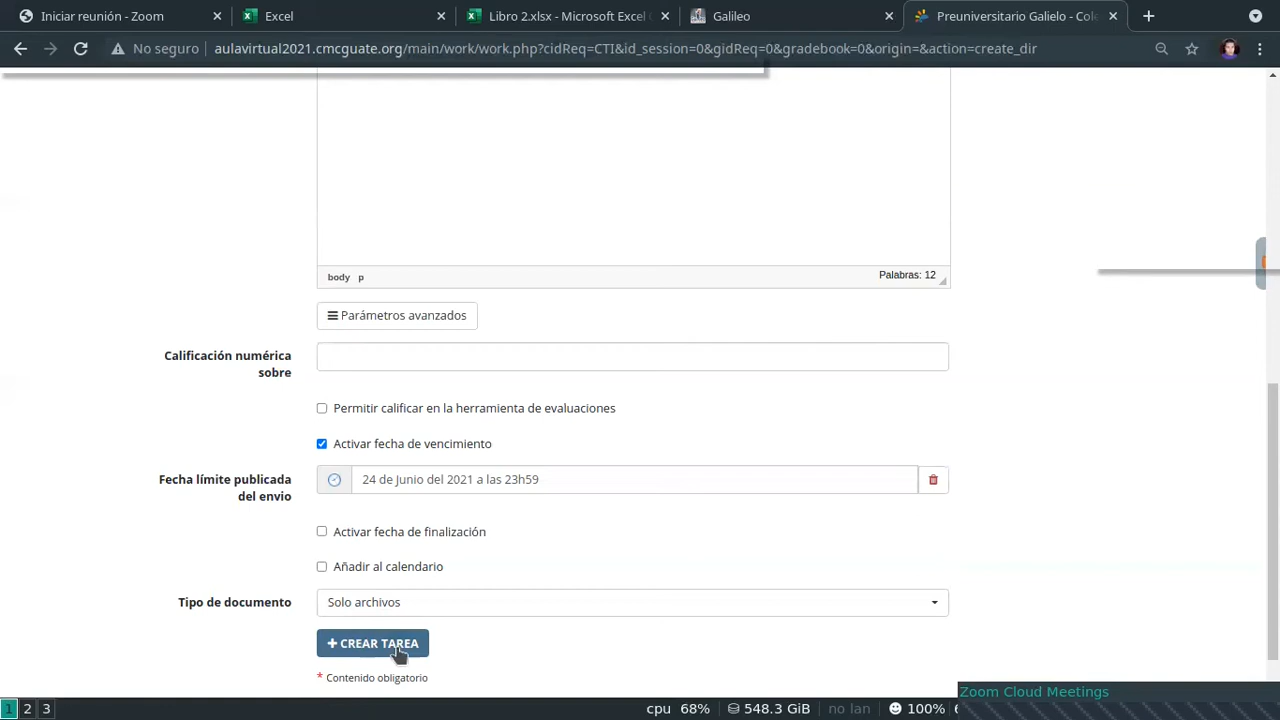 Iniciar reunión - Zoom
Excel
Libro 2.xlsx - Microsoft Excel
Galileo
Preuniversitario Galielo - Cole
No seguro
aulavirtual2021.cmcguate.org/main/work/work.php?cidReq=CTI&id_session=0&gidReq=0&gradebook=0&origin=&action=create_dir
body p
Palabras: 12
Parámetros avanzados
Calificación numérica sobre
Permitir calificar en la herramienta de evaluaciones
Activar fecha de vencimiento
Fecha límite publicada del envio
24 de Junio del 2021 a las 23h59
Activar fecha de finalización
Añadir al calendario
Tipo de documento
Solo archivos
+ CREAR TAREA
* Contenido obligatorio
Zoom Cloud Meetings
1 2 3
cpu 68% 548.3 GiB no lan 100%